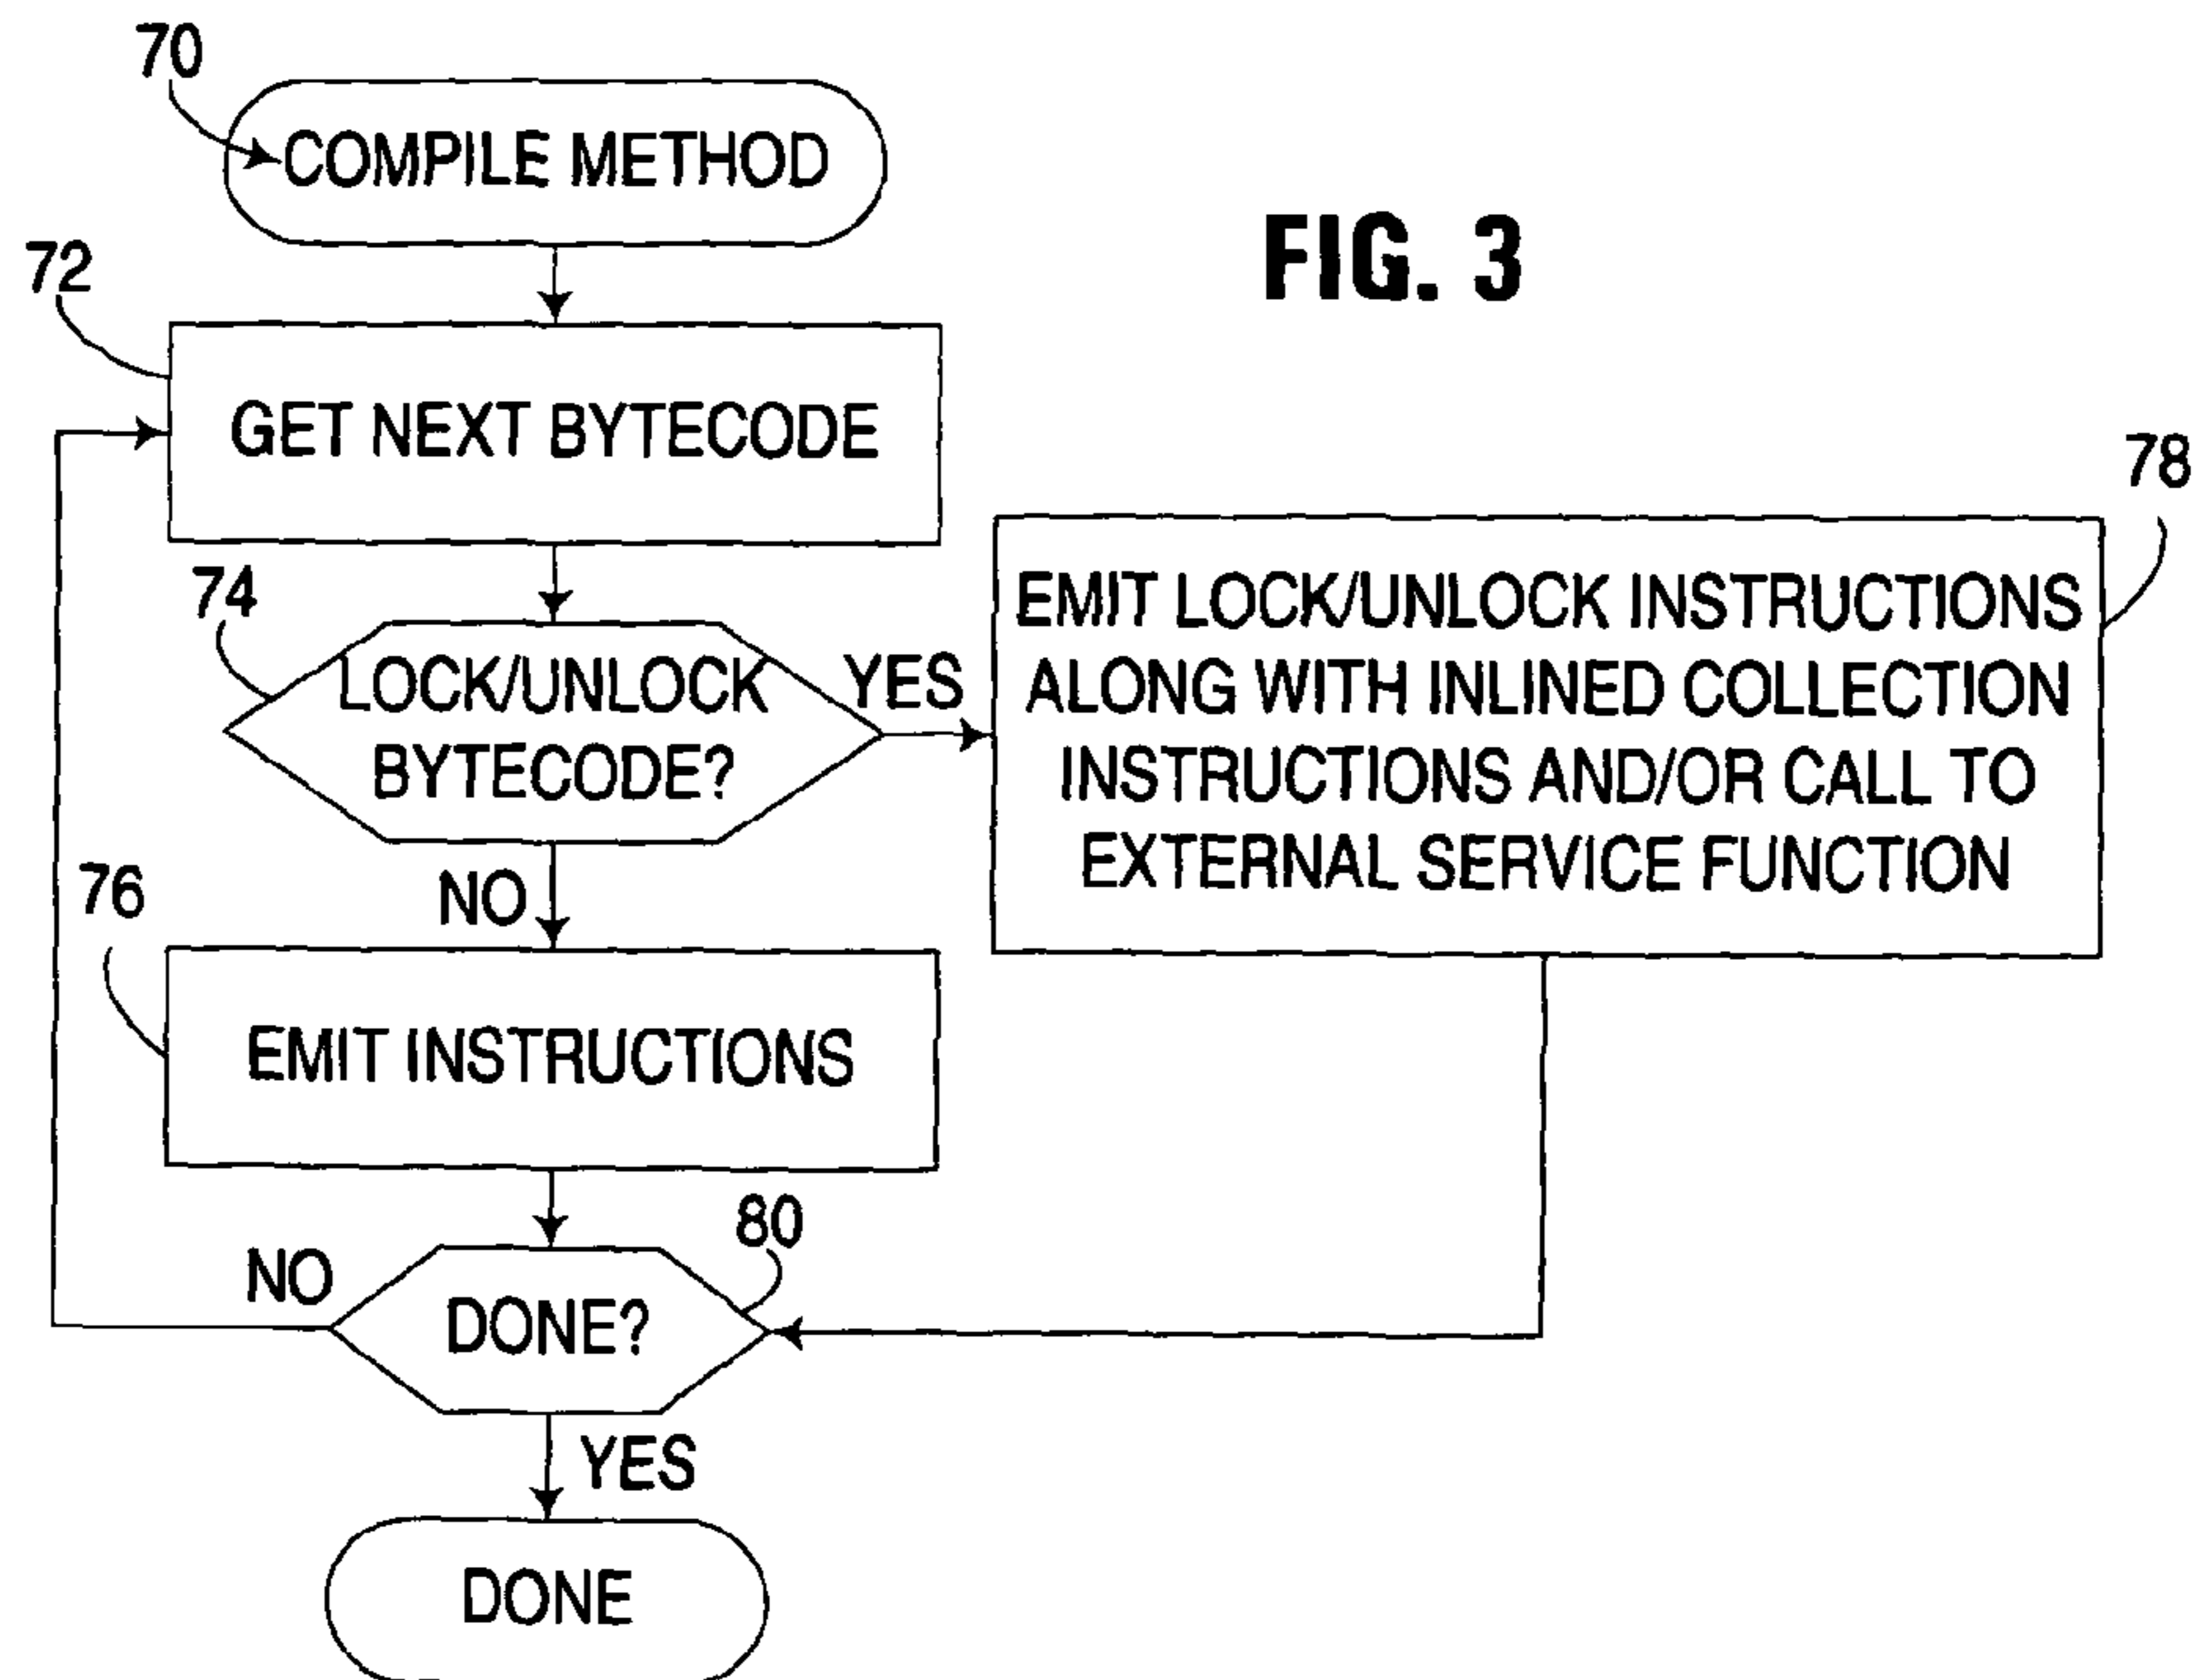 70
COMPILE METHOD
FIG. 3
72
GET NEXT BYTECODE
78
74
LOCK/UNLOCK
BYTECODE?
YES
EMIT LOCK/UNLOCK INSTRUCTIONS
ALONG WITH INLINED COLLECTION
INSTRUCTIONS AND/OR CALL TO
EXTERNAL SERVICE FUNCTION
NO
76
EMIT INSTRUCTIONS
80
NO
DONE?
YES
DONE